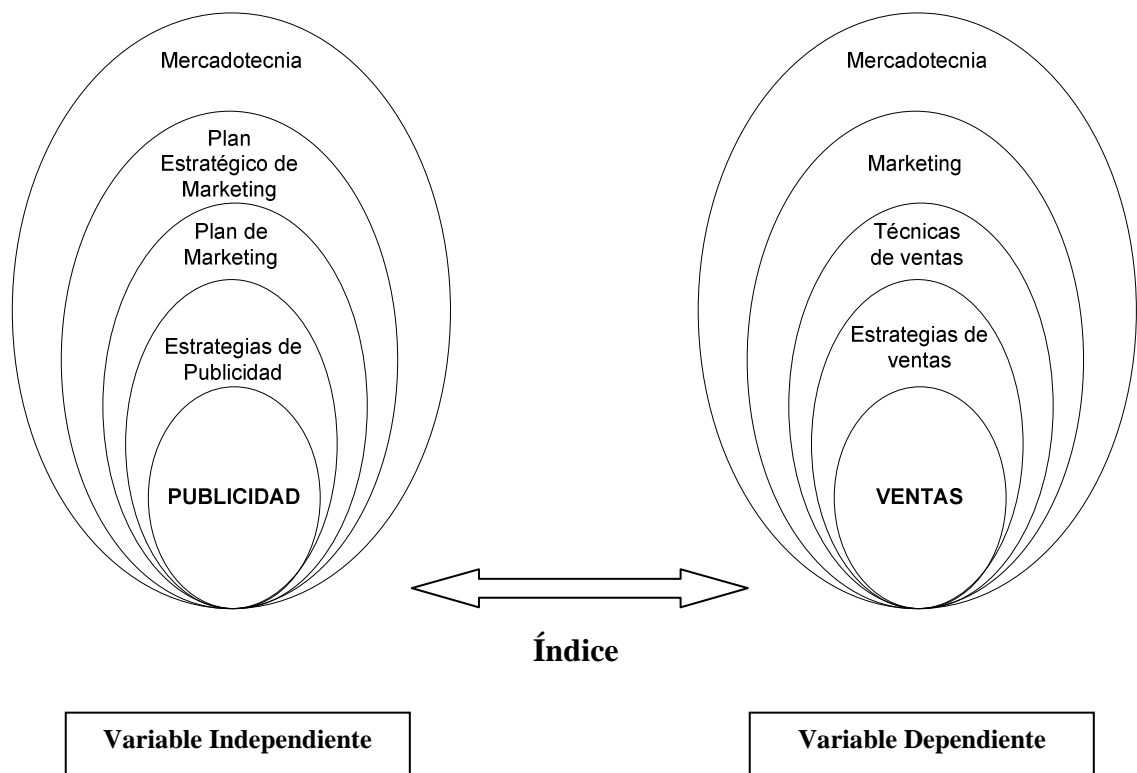 Mercadotecnia
Plan
Estratégico de
Marketing
Plan de
Marketing
Estrategias de
Publicidad
PUBLICIDAD
Mercadotecnia
Marketing
Técnicas
de ventas
Estrategias de
ventas
VENTAS
Índice
Variable Independiente
Variable Dependiente